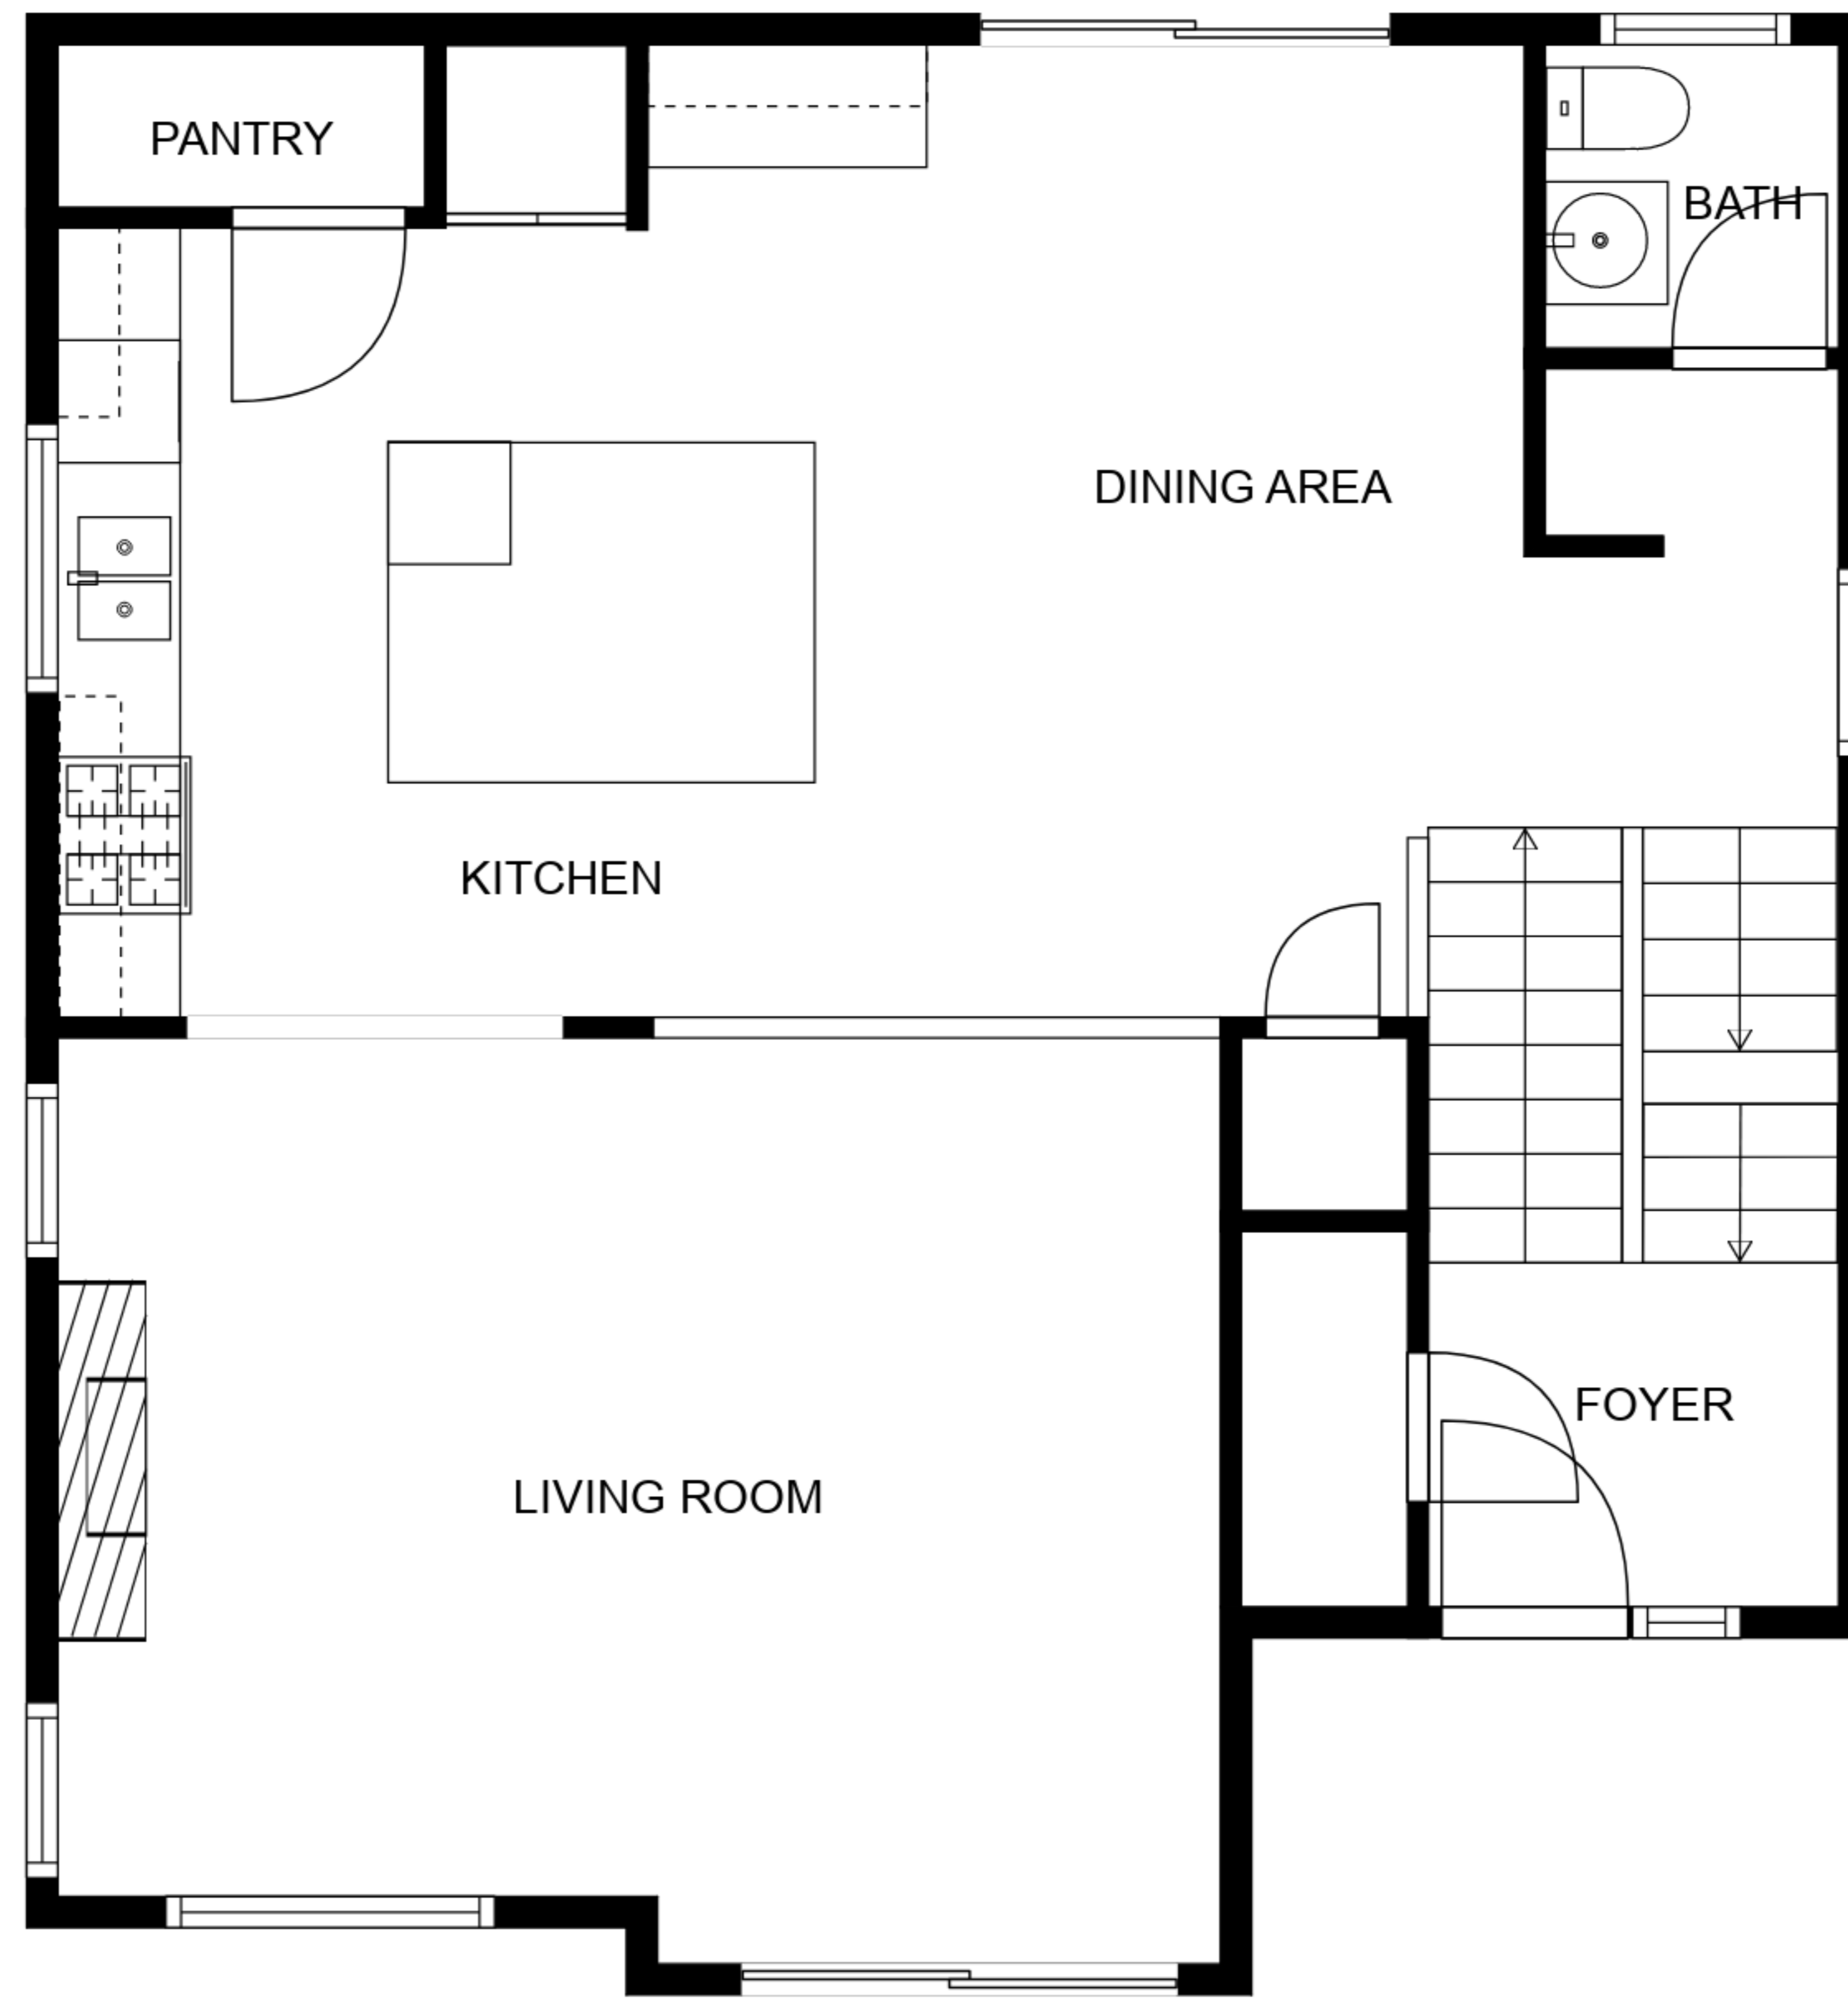 PANTRY
BATH
DINING AREA
KITCHEN
FOYER
LIVING ROOM